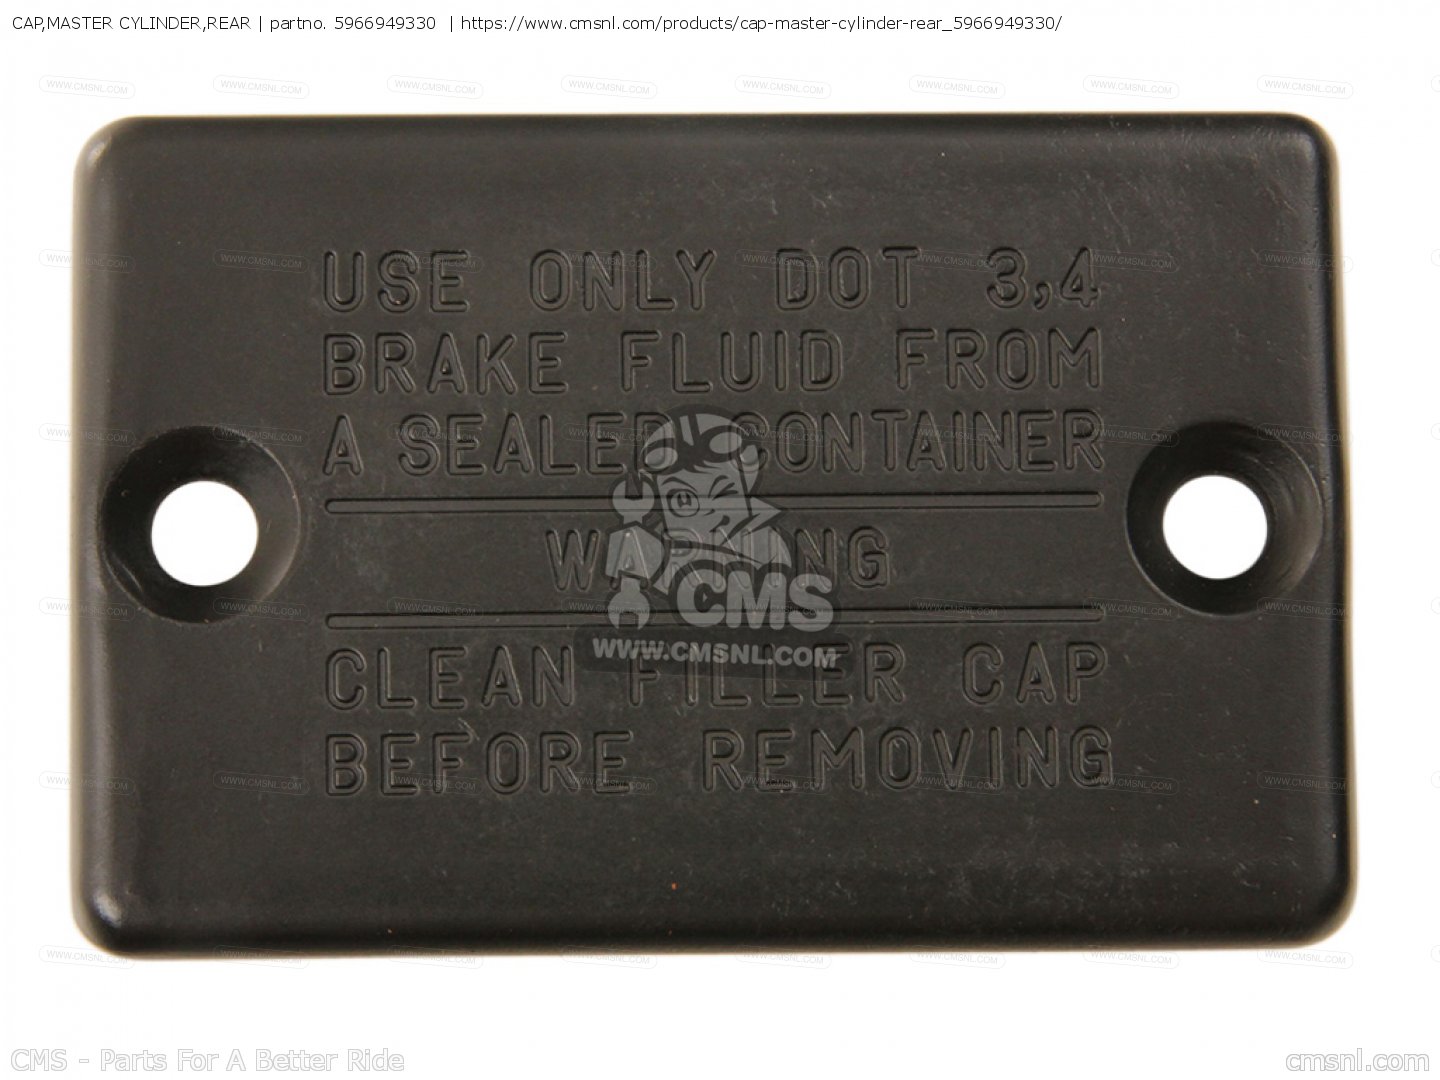 CAP,MASTER CYLINDER,REAR | partno. 5966949330 | https://www.cmsnl.com/products/cap-master-cylinder-rear_5966949330/
USE ONLY DOT 3,4
BRAKE FLUID FROM
A SEALED CONTAINER
WARNING
CMS
WWW.CMSNL.COM
CLEAN FILLER CAP
BEFORE REMOVING
CMS - Parts For A Better Ride
cmsnl.com